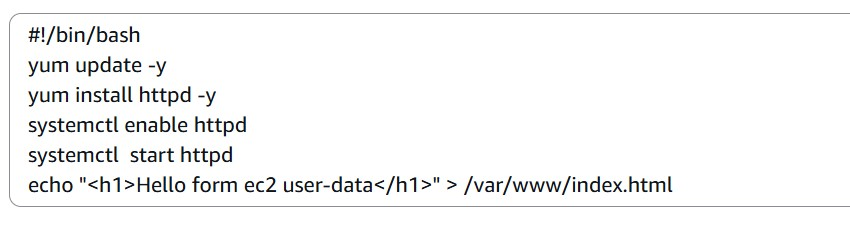 #!/bin/bash
yum update -y
yum install httpd -y
systemctl enable httpd
systemctl  start httpd
echo "<h1>Hello form ec2 user-data</h1>" > /var/www/index.html